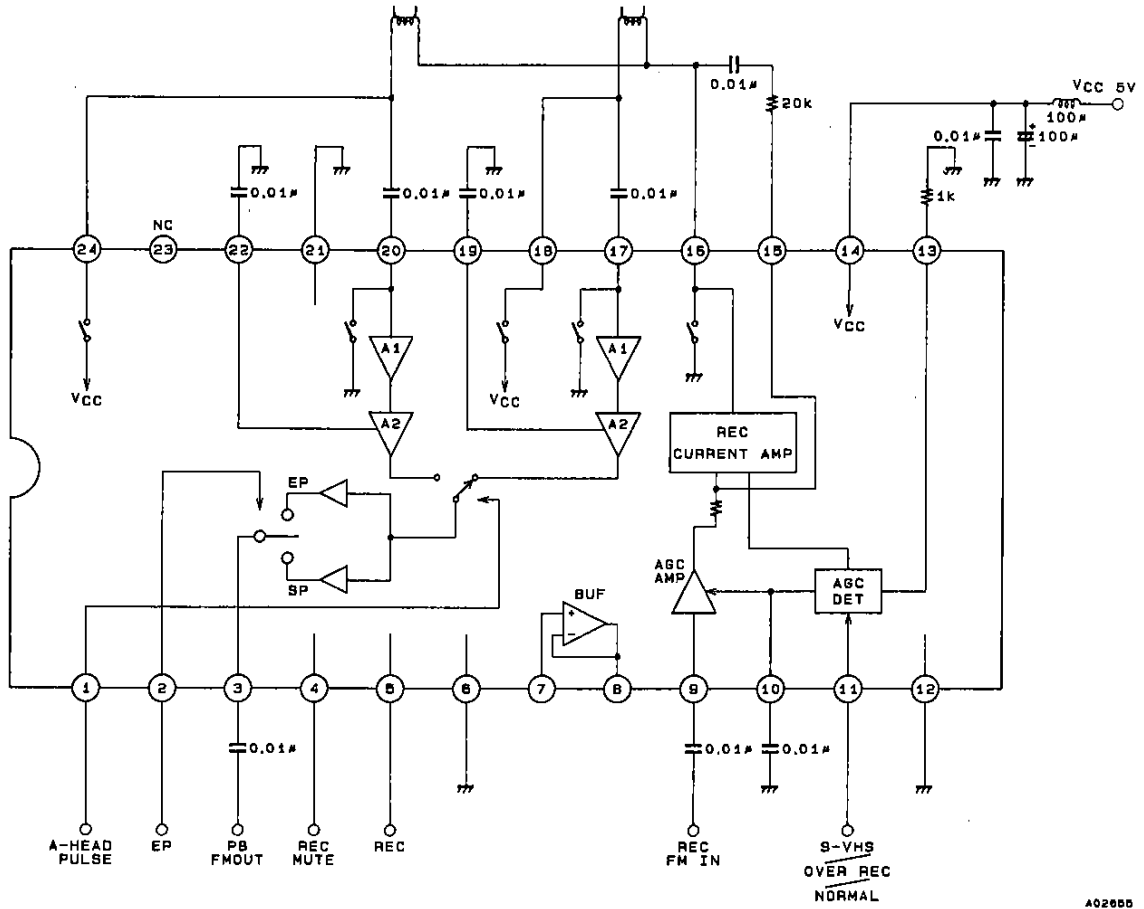 0.01μ
20k
VCC 5V
100μ
0.01μ
+
100μ
-
0.01μ
0.01μ
0.01μ
0.01μ
1k
NC
24
23
22
21
20
19
18
17
16
15
14
13
A1
A1
VCC
VCC
VCC
A2
A2
REC
CURRENT AMP
EP
SP
AGC
AMP
AGC
DET
BUF
+
-
1
2
3
4
5
6
7
8
9
10
11
12
0.01μ
0.01μ
0.01μ
A-HEAD
PULSE
EP
PB
FMOUT
REC
MUTE
REC
REC
FM IN
S-VHS
OVER REC
NORMAL
A02655